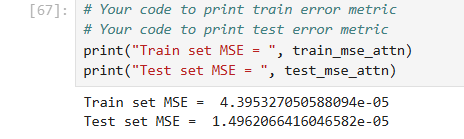 [67]: # Your code to print train error metric
# Your code to print test error metric
print("Train set MSE = ", train_mse_attn)
print("Test set MSE = ", test_mse_attn)
Train set MSE =  4.395327050588094e-05
Test set MSE =  1.4962066416046582e-05